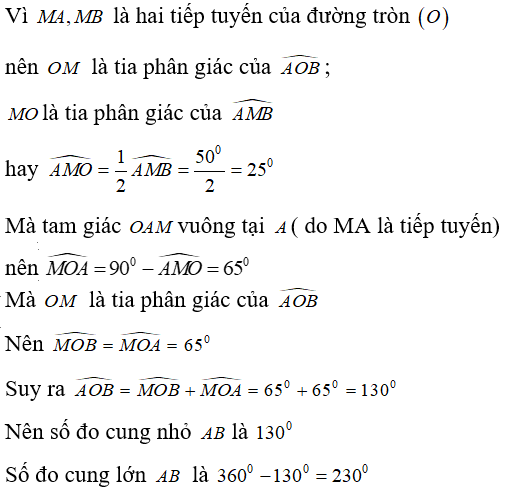 Vì MA, MB là hai tiếp tuyến của đường tròn (O)
nên OM là tia phân giác của \widehat{AOB};
MO là tia phân giác của \widehat{AMB}
hay \widehat{AMO} = \frac{1}{2}\widehat{AMB} = \frac{50^0}{2} = 25^0
Mà tam giác OAM vuông tại A ( do MA là tiếp tuyến)
nên \widehat{MOA} = 90^0 − \widehat{AMO} = 65^0
Mà OM là tia phân giác của \widehat{AOB}
Nên \widehat{MOB} = \widehat{MOA} = 65^0
Suy ra \widehat{AOB} = \widehat{MOB} + \widehat{MOA} = 65^0 + 65^0 = 130^0
Nên số đo cung nhỏ AB là 130^0
Số đo cung lớn AB là 360^0 − 130^0 = 230^0